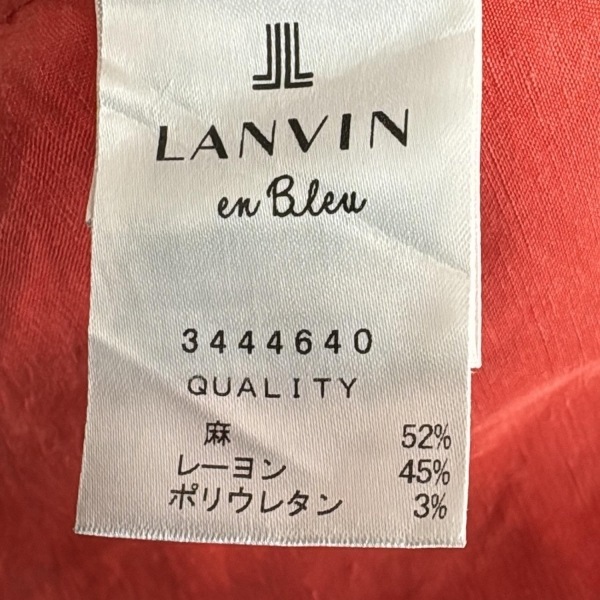 LANVIN
en Bleu
3444640
QUALITY
麻 52%
レーヨン 45%
ポリウレタン 3%